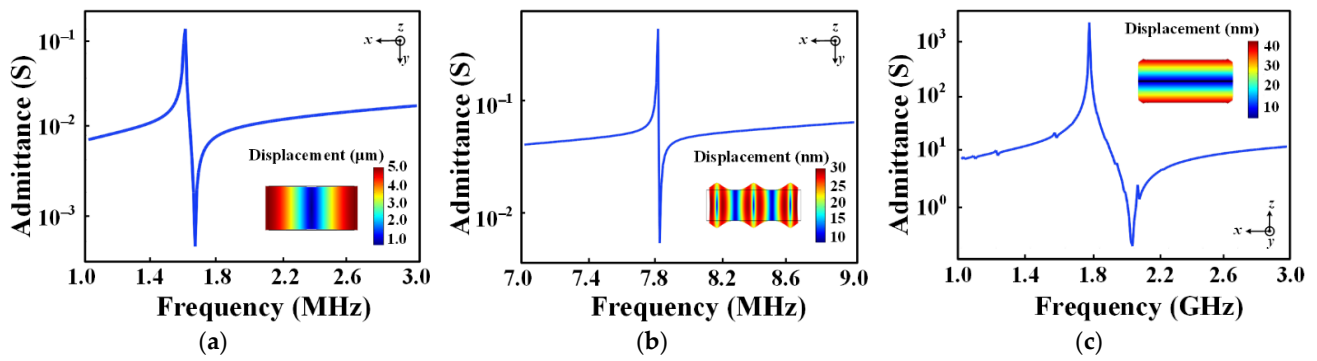 Admittance (S)
10⁻¹
10⁻²
10⁻³
x
z
y
Displacement (μm)
5.0
4.0
3.0
2.0
1.0
1.0
1.4
1.8
2.2
2.6
3.0
Frequency (MHz)
(a)
Admittance (S)
10⁻¹
10⁻²
x
z
y
Displacement (nm)
30
25
20
15
10
7.0
7.4
7.8
8.2
8.6
9.0
Frequency (MHz)
(b)
Admittance (S)
10³
10²
10¹
10⁰
Displacement (nm)
40
30
20
10
z
x
y
1.0
1.4
1.8
2.2
2.6
3.0
Frequency (GHz)
(c)